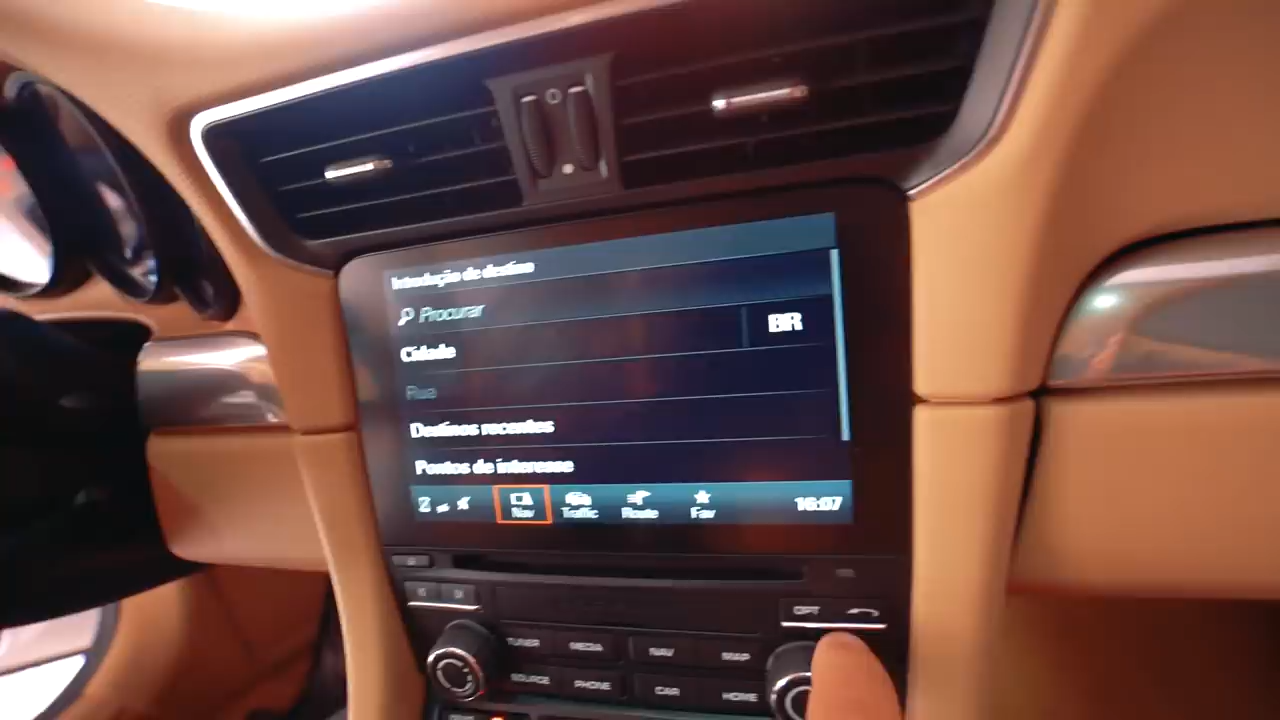 Introdução de destino
Procurar
BR
Cidade
Rua
Destinos recentes
Pontos de interesse
Nav Traffic Route Fav 16:07
OPT
TUNER MEDIA NAV MAP
SOURCE PHONE CAR HOME